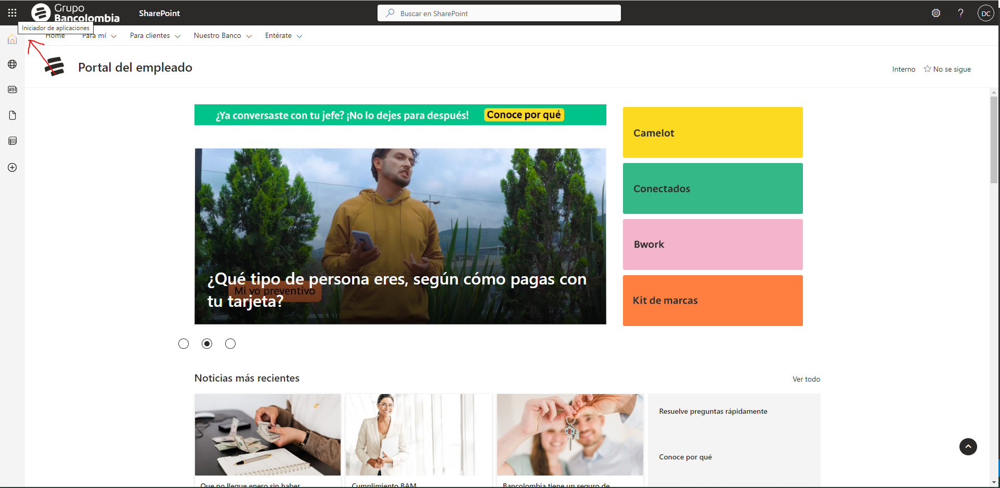 Grupo
Bancolombia
SharePoint
Buscar en SharePoint
DC
Iniciador de aplicaciones
Home
Para mí
Para clientes
Nuestro Banco
Entérate
Portal del empleado
Interno
No se sigue
¿Ya conversaste con tu jefe? ¡No lo dejes para después!
Conoce por qué
Camelot
Conectados
Bwork
Kit de marcas
Mi yo preventivo
¿Qué tipo de persona eres, según cómo pagas con
tu tarjeta?
Noticias más recientes
Ver todo
Resuelve preguntas rápidamente
Conoce por qué
Que no llegue enero sin haber
Cumplimiento BAM
Bancolombia tiene un seguro de